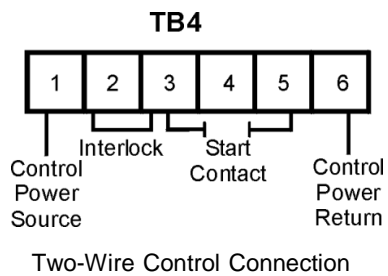 TB4
1 2 3 4 5 6
Interlock
Start
Contact
Control
Power
Source
Control
Power
Return
Two-Wire Control Connection